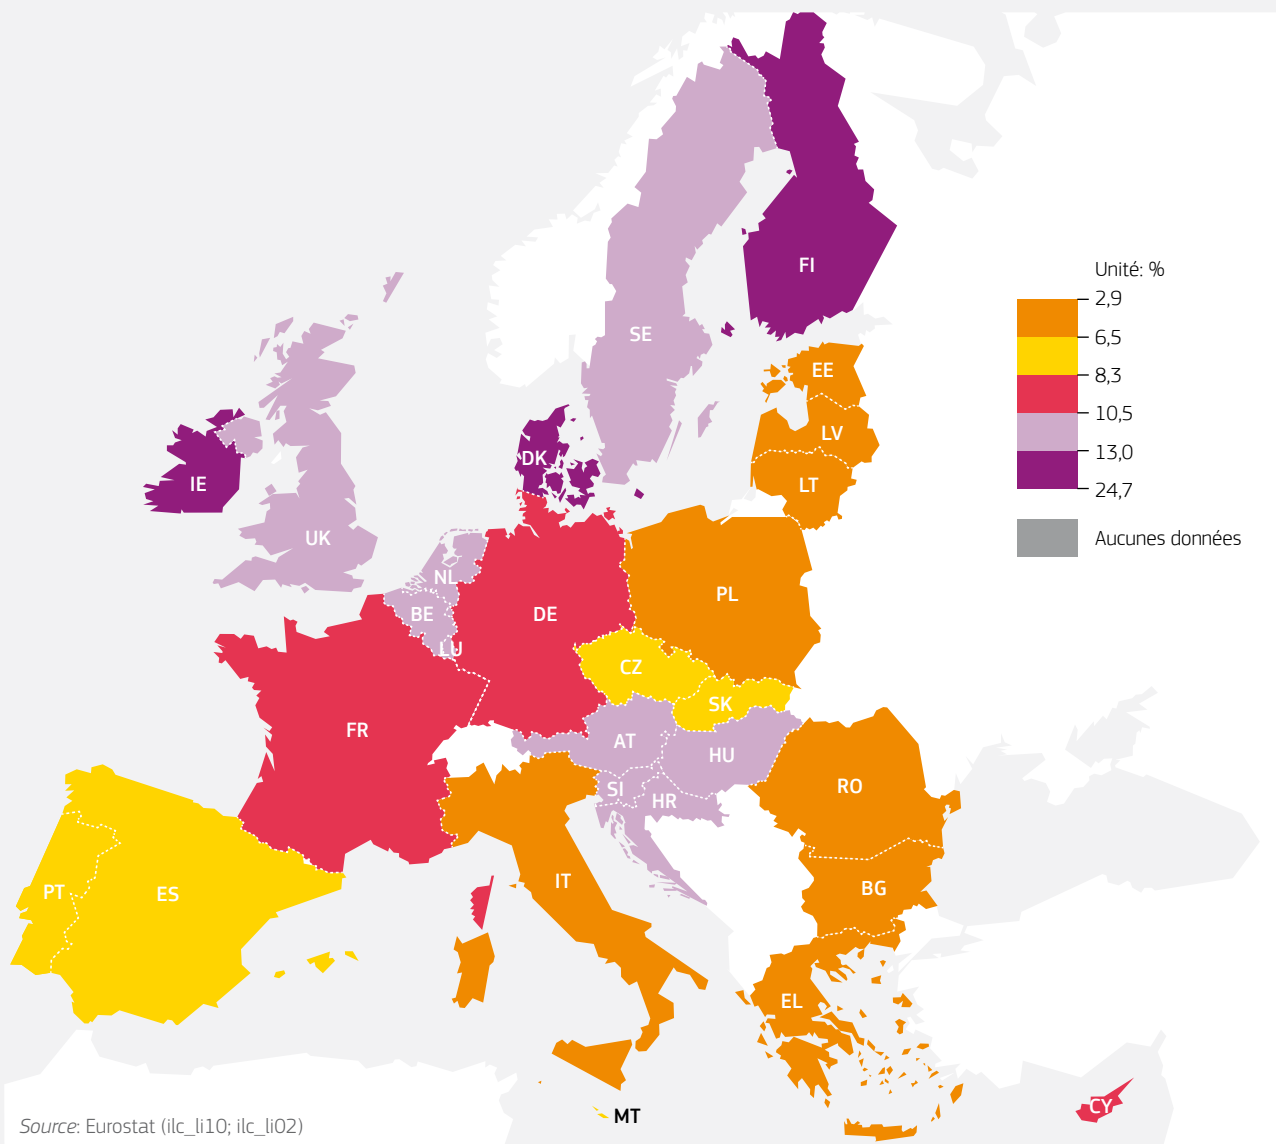 FI
Unité: %
2,9
6,5
8,3
10,5
13,0
24,7
Aucunes données
SE
EE
LV
LT
DK
IE
UK
NL
BE
LU
DE
PL
CZ
SK
FR
AT
HU
SI
HR
RO
IT
BG
PT
ES
EL
CY
MT
Source: Eurostat (ilc_li10; ilc_li02)